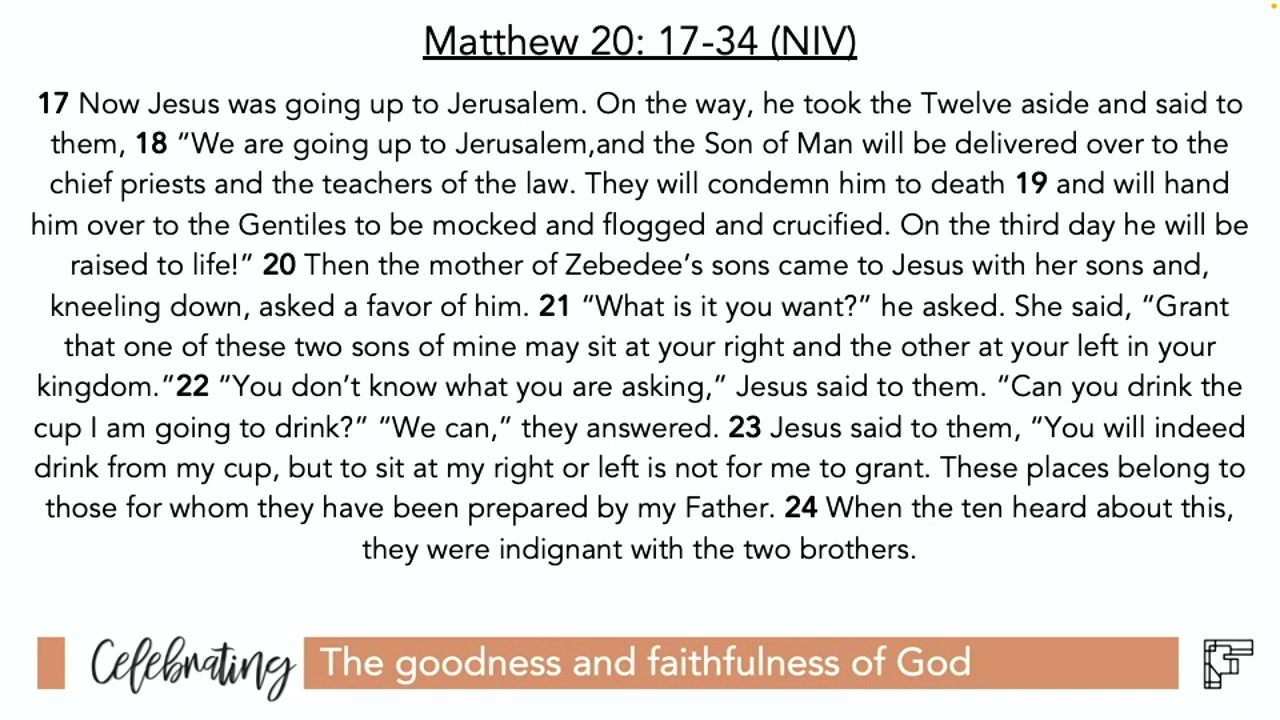 Matthew 20: 17-34 (NIV)
17 Now Jesus was going up to Jerusalem. On the way, he took the Twelve aside and said to
them, 18 “We are going up to Jerusalem,and the Son of Man will be delivered over to the
chief priests and the teachers of the law. They will condemn him to death 19 and will hand
him over to the Gentiles to be mocked and flogged and crucified. On the third day he will be
raised to life!” 20 Then the mother of Zebedee’s sons came to Jesus with her sons and,
kneeling down, asked a favor of him. 21 “What is it you want?” he asked. She said, “Grant
that one of these two sons of mine may sit at your right and the other at your left in your
kingdom.”22 “You don’t know what you are asking,” Jesus said to them. “Can you drink the
cup I am going to drink?” “We can,” they answered. 23 Jesus said to them, “You will indeed
drink from my cup, but to sit at my right or left is not for me to grant. These places belong to
those for whom they have been prepared by my Father. 24 When the ten heard about this,
they were indignant with the two brothers.
Celebrating The goodness and faithfulness of God